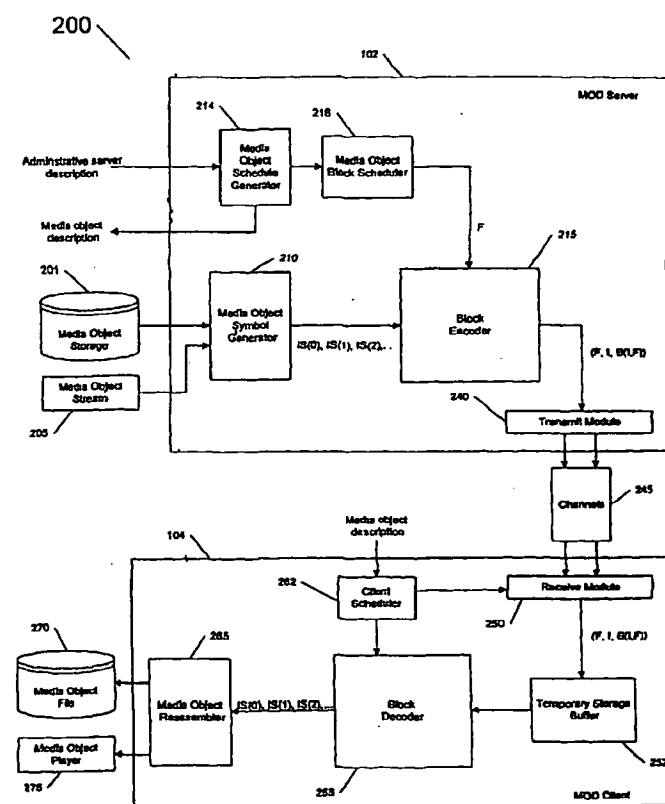 200
102
MOD Server
214
Media
Object
Schedule
Generator
216
Media Object
Block Scheduler
Administrative server
description
Media object
description
F
201
Media Object
Storage
210
Media Object
Symbol
Generator
IS(0), IS(1), IS(2),...
215
Block
Encoder
(F, I, B(I,F))
Media Object
Stream
205
240
Transmit Module
Channels
245
Media object
description
104
262
Client
Scheduler
Receive Module
250
(F, I, B(I,F))
270
Media Object
File
265
Media Object
Reassembler
IS(0), IS(1), IS(2),...
Block
Decoder
253
Temporary Storage
Buffer
252
Media Object
Player
275
MOD Client